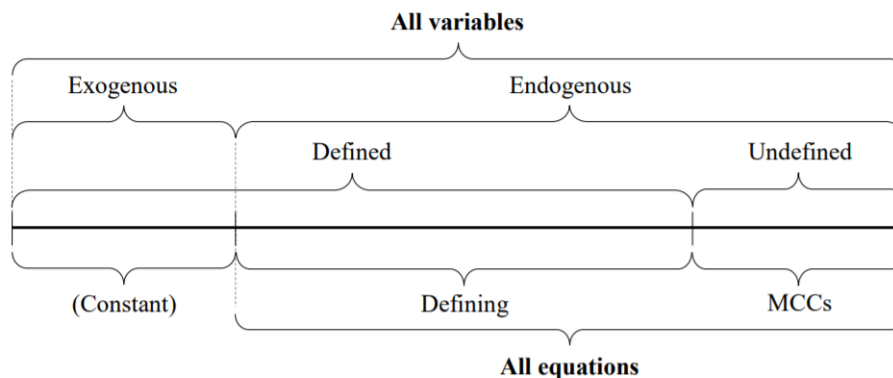 All variables
Exogenous Endogenous
Defined Undefined
(Constant) Defining MCCs
All equations